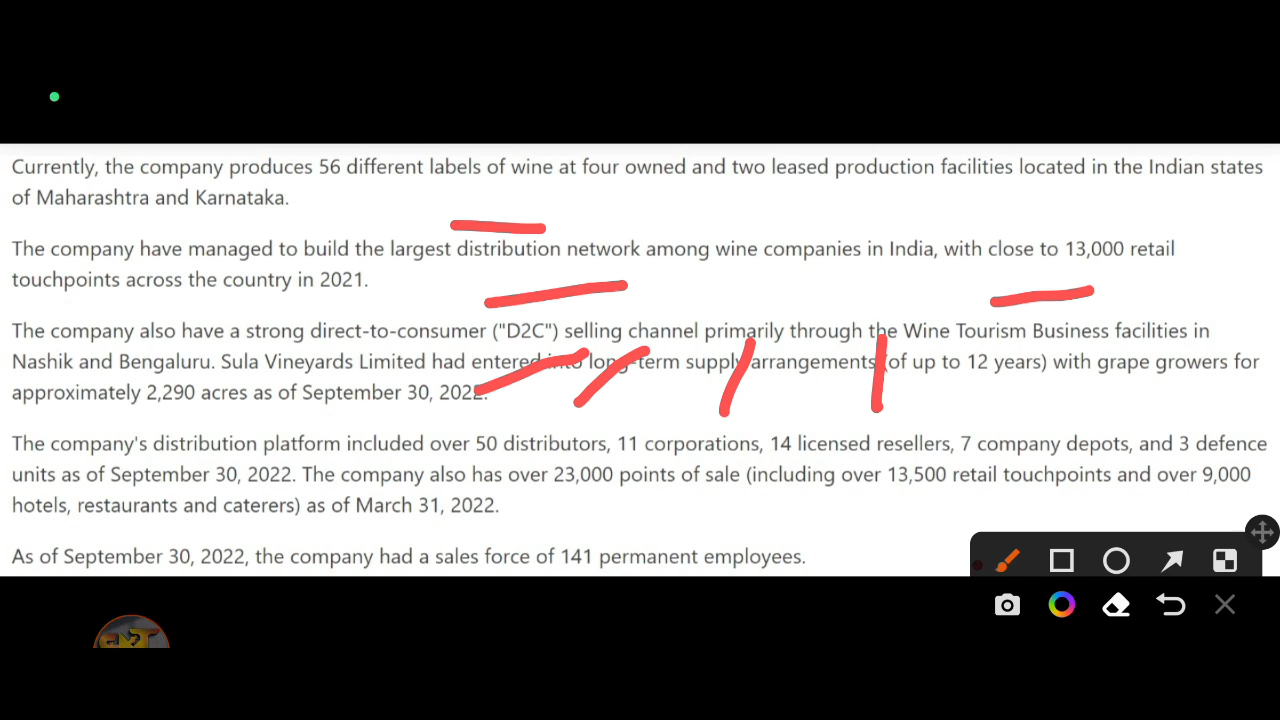 Currently, the company produces 56 different labels of wine at four owned and two leased production facilities located in the Indian states
of Maharashtra and Karnataka.
The company have managed to build the largest distribution network among wine companies in India, with close to 13,000 retail
touchpoints across the country in 2021.
The company also have a strong direct-to-consumer ("D2C") selling channel primarily through the Wine Tourism Business facilities in
Nashik and Bengaluru. Sula Vineyards Limited had entered into long-term supply arrangements (of up to 12 years) with grape growers for
approximately 2,290 acres as of September 30, 2022.
The company's distribution platform included over 50 distributors, 11 corporations, 14 licensed resellers, 7 company depots, and 3 defence
units as of September 30, 2022. The company also has over 23,000 points of sale (including over 13,500 retail touchpoints and over 9,000
hotels, restaurants and caterers) as of March 31, 2022.
As of September 30, 2022, the company had a sales force of 141 permanent employees.